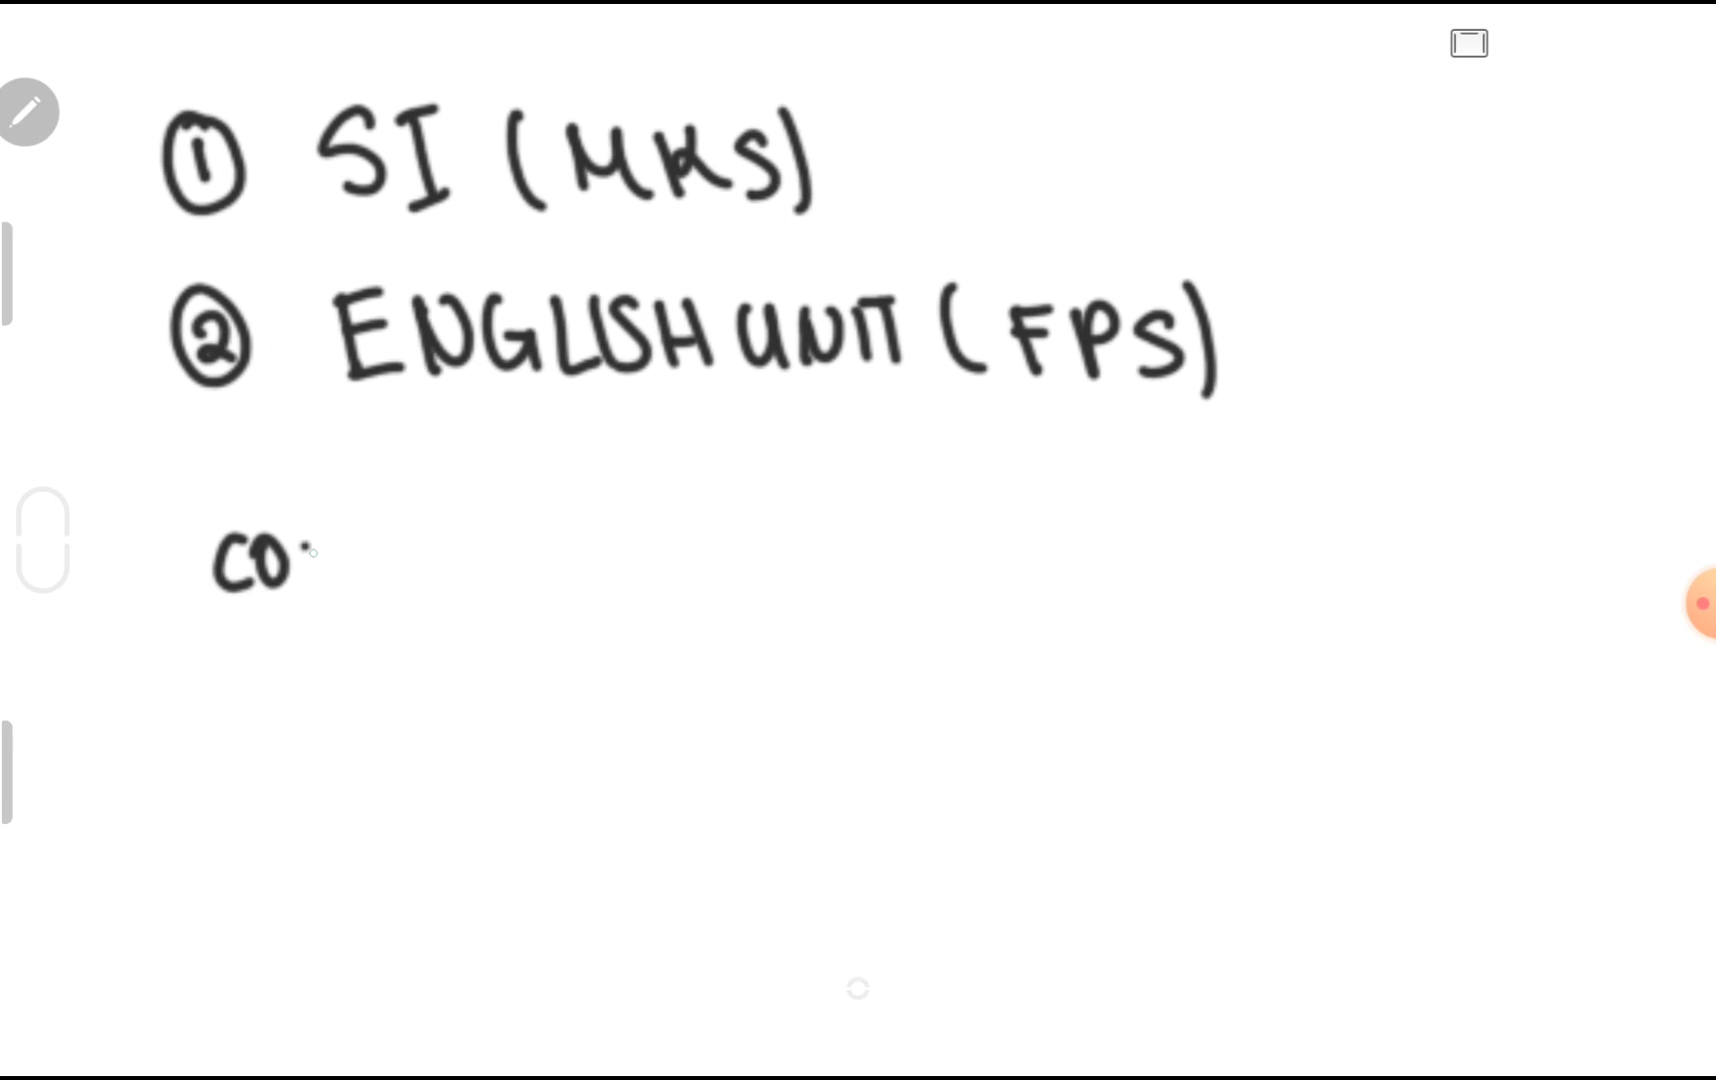 ① SI (MKS)
② ENGLISH UNIT (FPS)
CO